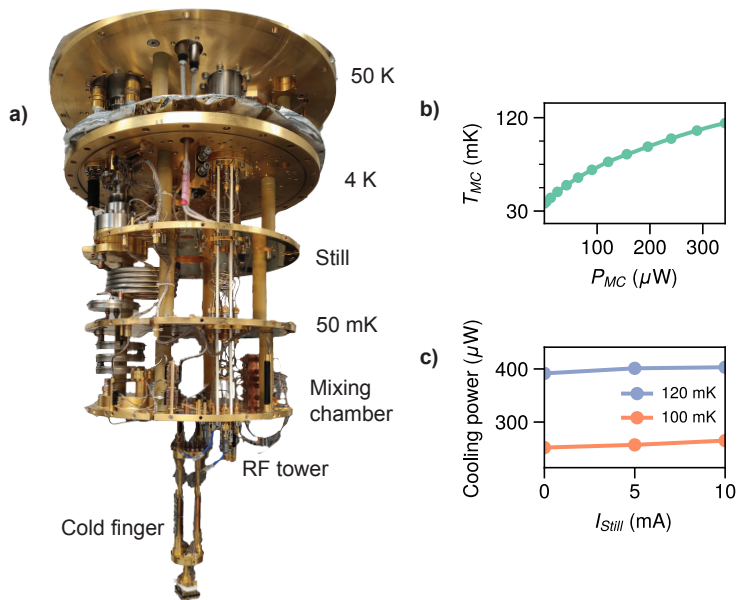 a)
50 K
4 K
Still
50 mK
Mixing
chamber
RF tower
Cold finger
b)
120
30
T_MC (mK)
100 200 300
P_MC (µW)
c)
Cooling power (µW)
400
300
120 mK
100 mK
0 5 10
I_Still (mA)